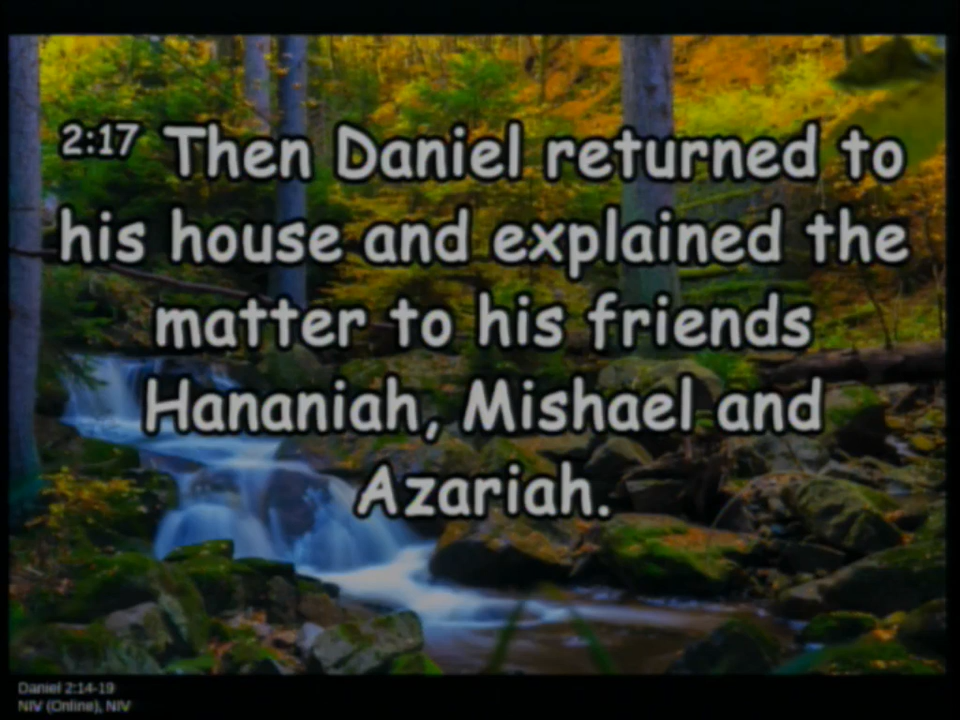 2:17 Then Daniel returned to
his house and explained the
matter to his friends
Hananiah, Mishael and
Azariah.
Daniel 2:14-19
NIV (Online), NIV